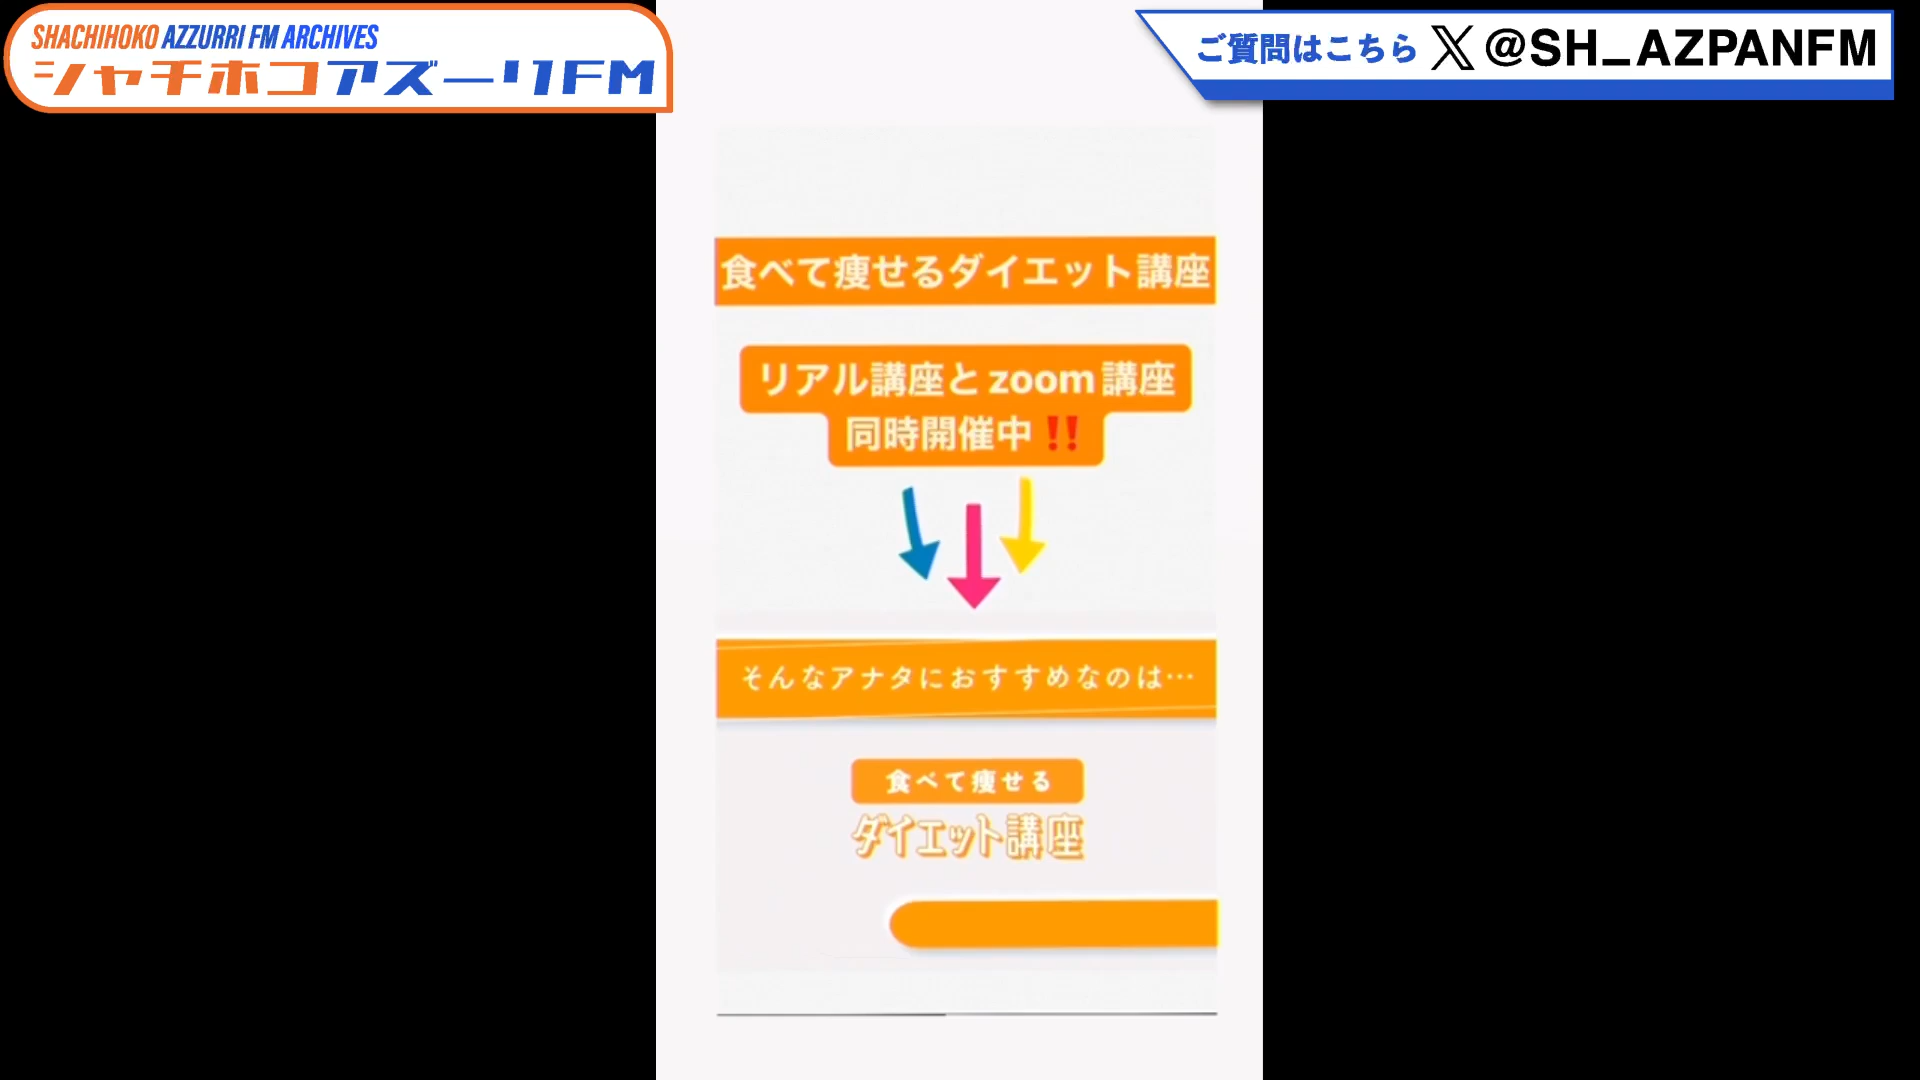 SHACHIHOKO AZZURRI FM ARCHIVES
シャチホコアズーリFM
ご質問はこちら X @SH_AZPANFM
食べて痩せるダイエット講座
リアル講座とzoom講座
同時開催中‼️
そんなアナタにおすすめなのは…
食べて痩せる
ダイエット講座